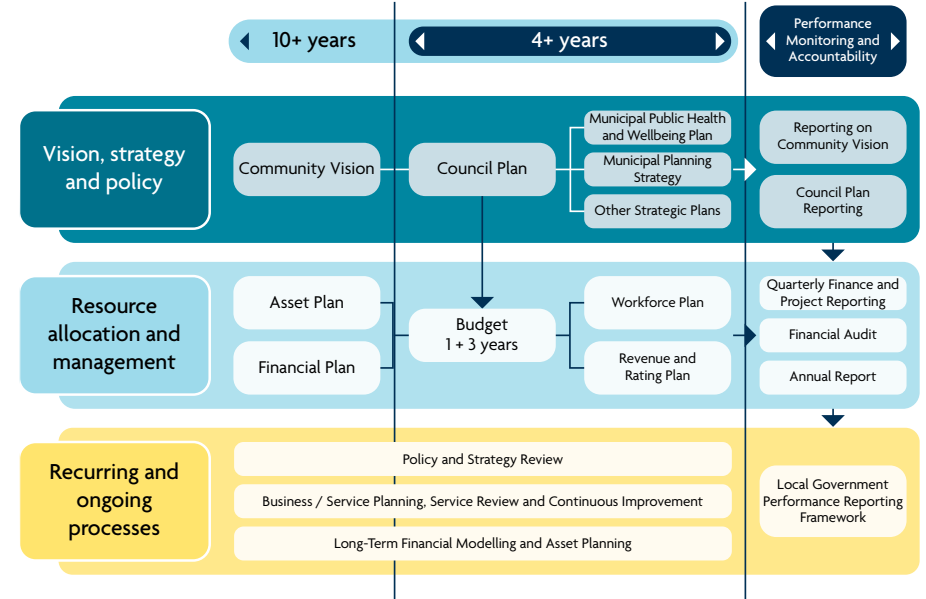 10+ years
4+ years
Performance
Monitoring and
Accountability
Vision, strategy
and policy
Community Vision
Council Plan
Municipal Public Health
and Wellbeing Plan
Municipal Planning
Strategy
Other Strategic Plans
Reporting on
Community Vision
Council Plan
Reporting
Resource
allocation and
management
Asset Plan
Financial Plan
Budget
1 + 3 years
Workforce Plan
Revenue and
Rating Plan
Quarterly Finance and
Project Reporting
Financial Audit
Annual Report
Recurring and
ongoing
processes
Policy and Strategy Review
Business / Service Planning, Service Review and Continuous Improvement
Long-Term Financial Modelling and Asset Planning
Local Government
Performance Reporting
Framework